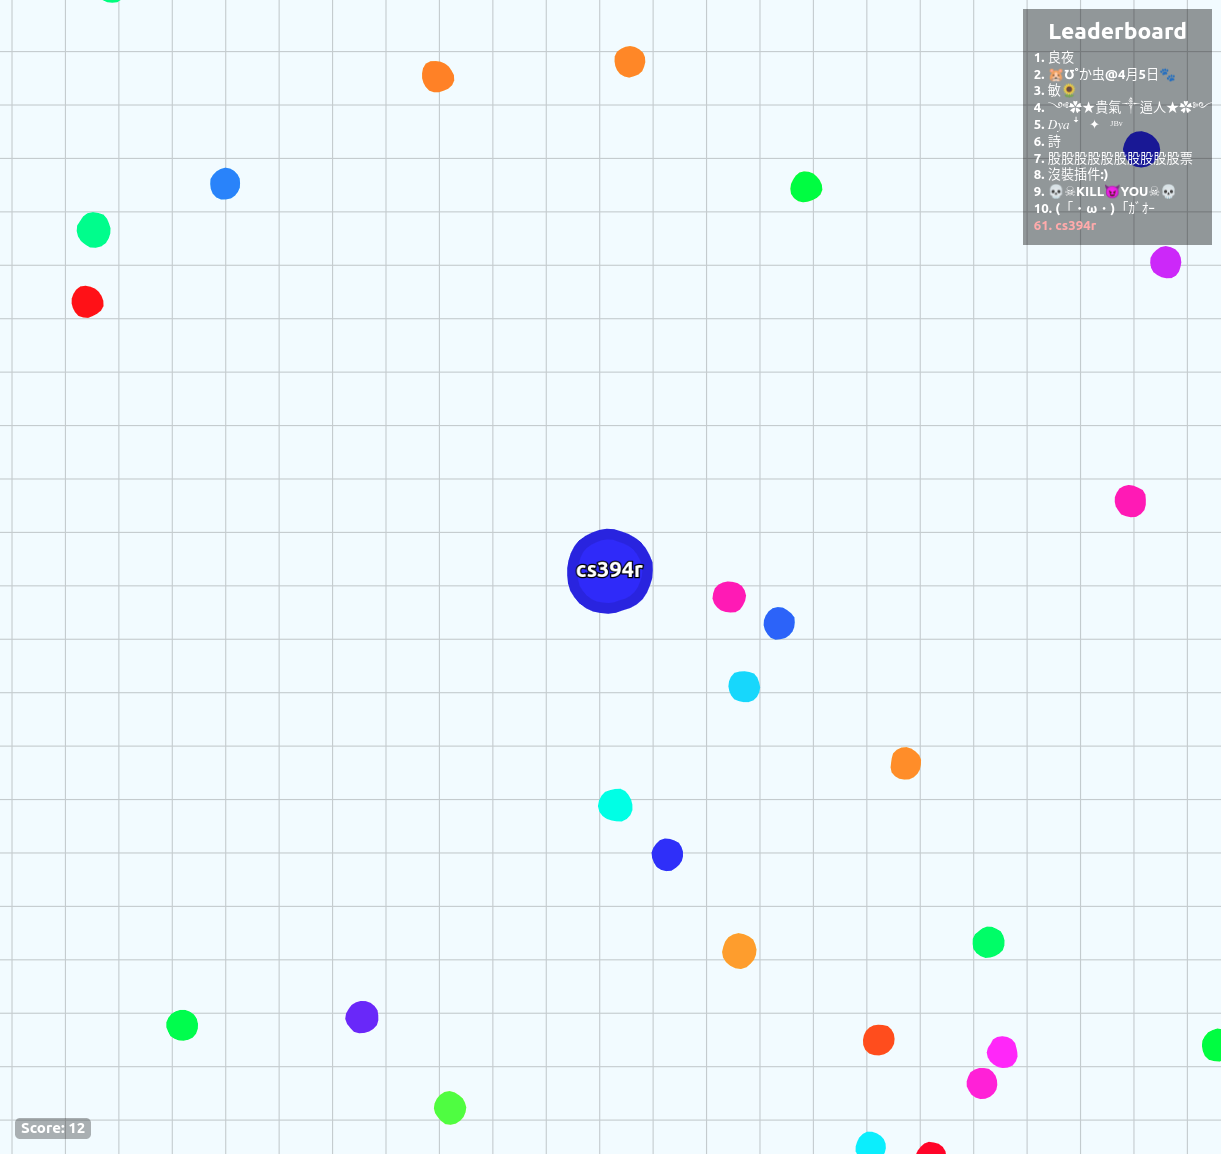 Leaderboard
1. 良夜
2. 🐹℧°か虫@4月5日🐾
3. 敏🌻
4. ༺✿★貴氣༒逼人★✿༻
5. 𝐷𝑦𝑎 ⁺ ✦ ᴶᴮᵛ
6. 詩
7. 股股股股股股股股股股票
8. 沒裝插件:)
9. 💀☠KILL😈YOU☠💀
10. (「・ω・)「ｶﾞｵｰ
61. cs394r
cs394r
Score: 12